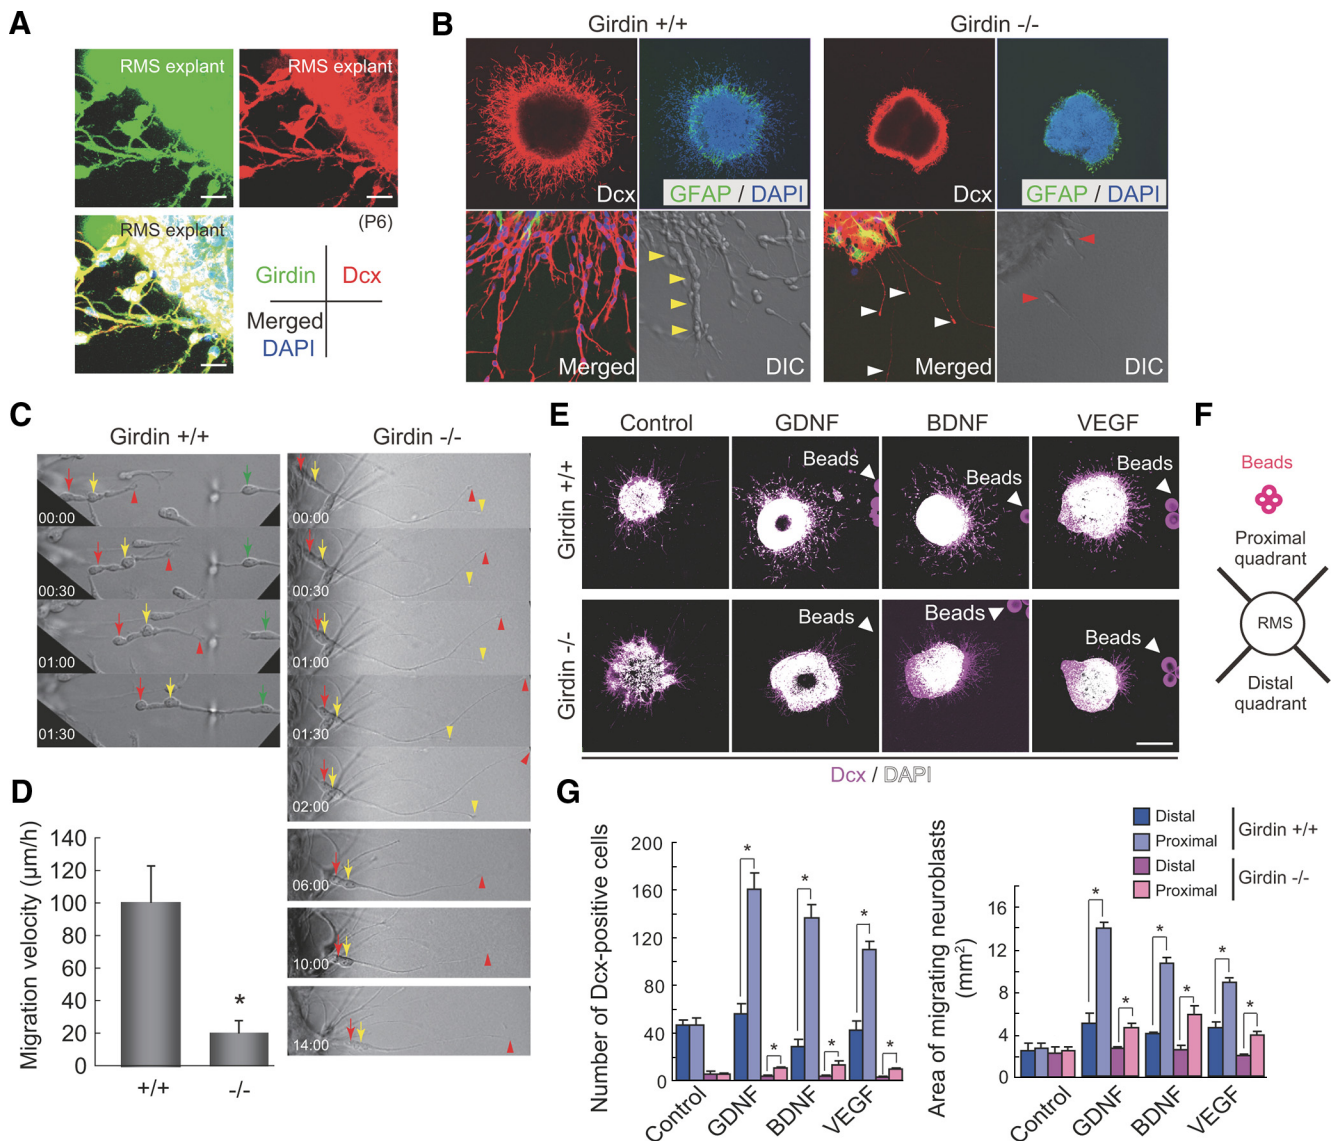 A
RMS explant
RMS explant
(P6)
RMS explant
Girdin
Dcx
Merged
DAPI
B
Girdin +/+
Girdin -/-
Dcx
GFAP / DAPI
Dcx
GFAP / DAPI
Merged
DIC
Merged
DIC
C
Girdin +/+
Girdin -/-
00:00
00:30
01:00
01:30
00:00
00:30
01:00
01:30
02:00
06:00
10:00
14:00
D
Migration velocity (µm/h)
140
120
100
80
60
40
20
0
*
+/+
-/-
E
Control
GDNF
BDNF
VEGF
Girdin +/+
Beads
Beads
Beads
Girdin -/-
Beads
Beads
Beads
Dcx / DAPI
F
Beads
Proximal
quadrant
RMS
Distal
quadrant
G
Number of Dcx-positive cells
200
160
120
80
40
0
* * * * * *
Control
GDNF
BDNF
VEGF
Area of migrating neuroblasts
(mm2)
16
12
8
4
0
* * * * * *
Control
GDNF
BDNF
VEGF
Distal
Proximal
Girdin +/+
Distal
Proximal
Girdin -/-